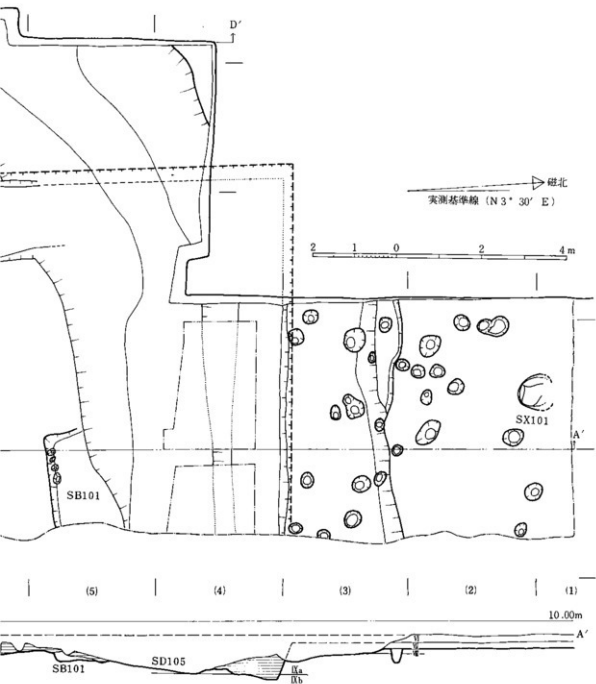 D′
磁北
実測基準線（N 3° 30′ E）
2 1 0 2 4 m
SX101
A′
SB101
(5) (4) (3) (2) (1)
10.00m
A′
SB101
SD105
Ⅸa
Ⅸb